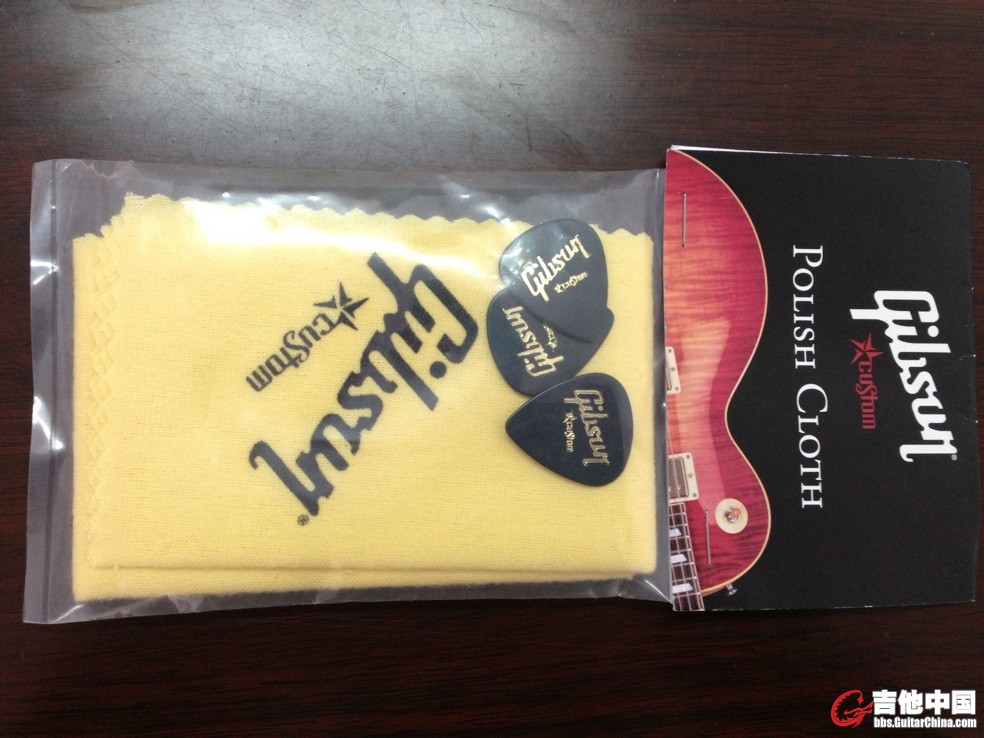 Gibson
Custom
®
Gibson
Custom
Gibson
Custom
Gibson
Custom
Gibson®
Custom
POLISH CLOTH
吉他中国
bbs.GuitarChina.com